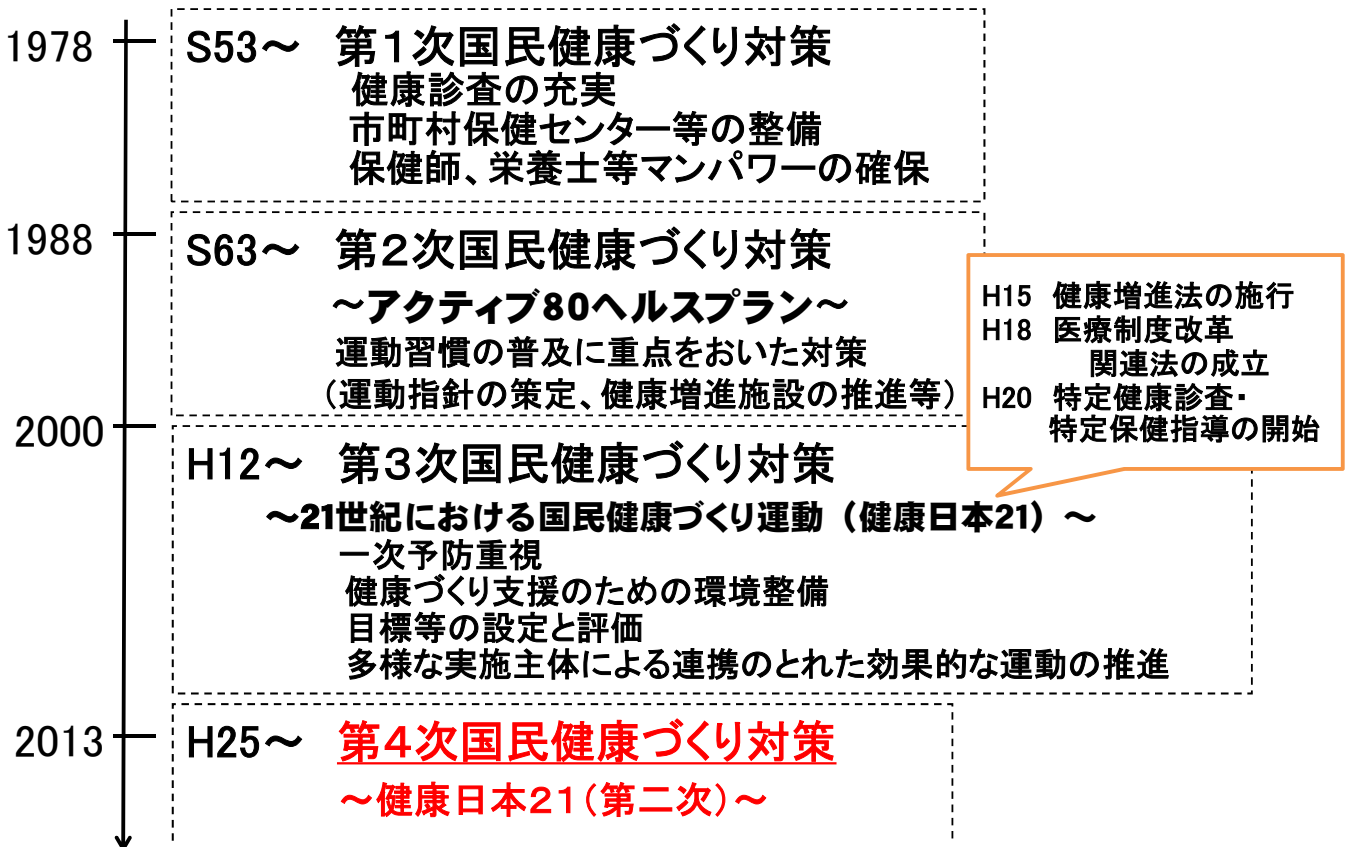 1978
S53～　第１次国民健康づくり対策
健康診査の充実
市町村保健センター等の整備
保健師、栄養士等マンパワーの確保
1988
S63～　第２次国民健康づくり対策
～アクティブ80ヘルスプラン～
運動習慣の普及に重点をおいた対策
（運動指針の策定、健康増進施設の推進等）
H15　健康増進法の施行
H18　医療制度改革
関連法の成立
H20　特定健康診査・
特定保健指導の開始
2000
H12～　第３次国民健康づくり対策
～21世紀における国民健康づくり運動（健康日本21）～
一次予防重視
健康づくり支援のための環境整備
目標等の設定と評価
多様な実施主体による連携のとれた効果的な運動の推進
2013
H25～　第４次国民健康づくり対策
～健康日本２１（第二次）～